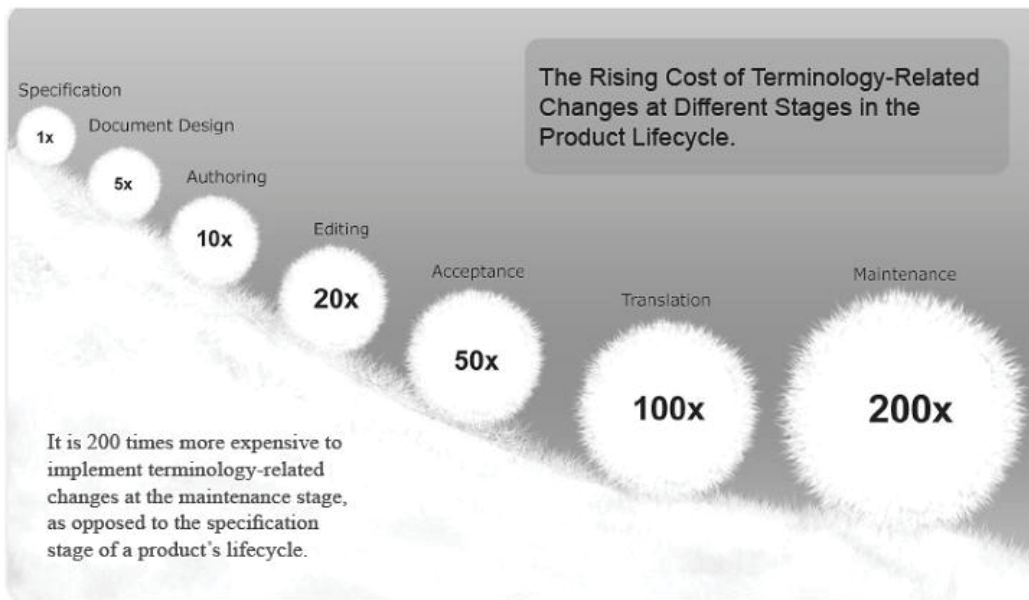 The Rising Cost of Terminology-Related
Changes at Different Stages in the
Product Lifecycle.
Specification
1x
Document Design
5x
Authoring
10x
Editing
20x
Acceptance
50x
Translation
100x
Maintenance
200x
It is 200 times more expensive to
implement terminology-related
changes at the maintenance stage,
as opposed to the specification
stage of a product's lifecycle.